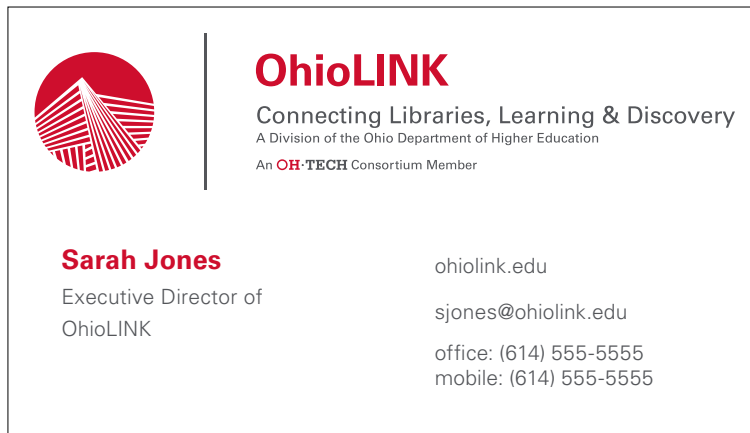 OhioLINK
Connecting Libraries, Learning & Discovery
A Division of the Ohio Department of Higher Education
An OH·TECH Consortium Member
Sarah Jones
Executive Director of
OhioLINK
ohiolink.edu
sjones@ohiolink.edu
office: (614) 555-5555
mobile: (614) 555-5555